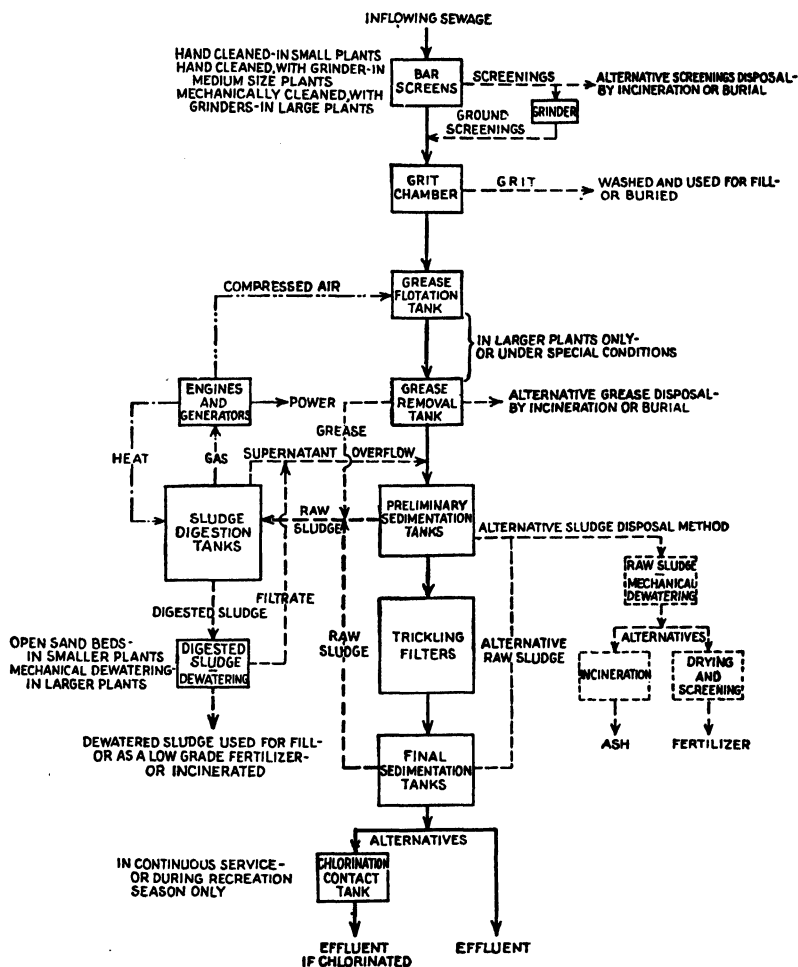 INFLOWING SEWAGE
HAND CLEANED-IN SMALL PLANTS
HAND CLEANED, WITH GRINDER-IN
MEDIUM SIZE PLANTS
MECHANICALLY CLEANED, WITH
GRINDERS-IN LARGE PLANTS
BAR
SCREENS
SCREENINGS
ALTERNATIVE SCREENINGS DISPOSAL-
BY INCINERATION OR BURIAL
GRINDER
GROUND
SCREENINGS
GRIT
CHAMBER
GRIT
WASHED AND USED FOR FILL-
OR BURIED
COMPRESSED AIR
GREASE
FLOTATION
TANK
IN LARGER PLANTS ONLY-
OR UNDER SPECIAL CONDITIONS
ENGINES
AND
GENERATORS
POWER
GREASE
REMOVAL
TANK
ALTERNATIVE GREASE DISPOSAL-
BY INCINERATION OR BURIAL
GREASE
HEAT
GAS
SUPERNATANT OVERFLOW
SLUDGE
DIGESTION
TANKS
RAW
SLUDGE
PRELIMINARY
SEDIMENTATION
TANKS
ALTERNATIVE SLUDGE DISPOSAL METHOD
RAW SLUDGE
-
MECHANICAL
DEWATERING
DIGESTED SLUDGE
FILTRATE
RAW
SLUDGE
TRICKLING
FILTERS
ALTERNATIVE
RAW SLUDGE
ALTERNATIVES
INCINERATION
DRYING
AND
SCREENING
OPEN SAND BEDS-
IN SMALLER PLANTS
MECHANICAL DEWATERING-
IN LARGER PLANTS
DIGESTED
SLUDGE
-
DEWATERING
ASH
FERTILIZER
DEWATERED SLUDGE USED FOR FILL-
OR AS A LOW GRADE FERTILIZER-
OR INCINERATED
FINAL
SEDIMENTATION
TANKS
ALTERNATIVES
IN CONTINUOUS SERVICE-
OR DURING RECREATION
SEASON ONLY
CHLORINATION
CONTACT
TANK
EFFLUENT
IF CHLORINATED
EFFLUENT